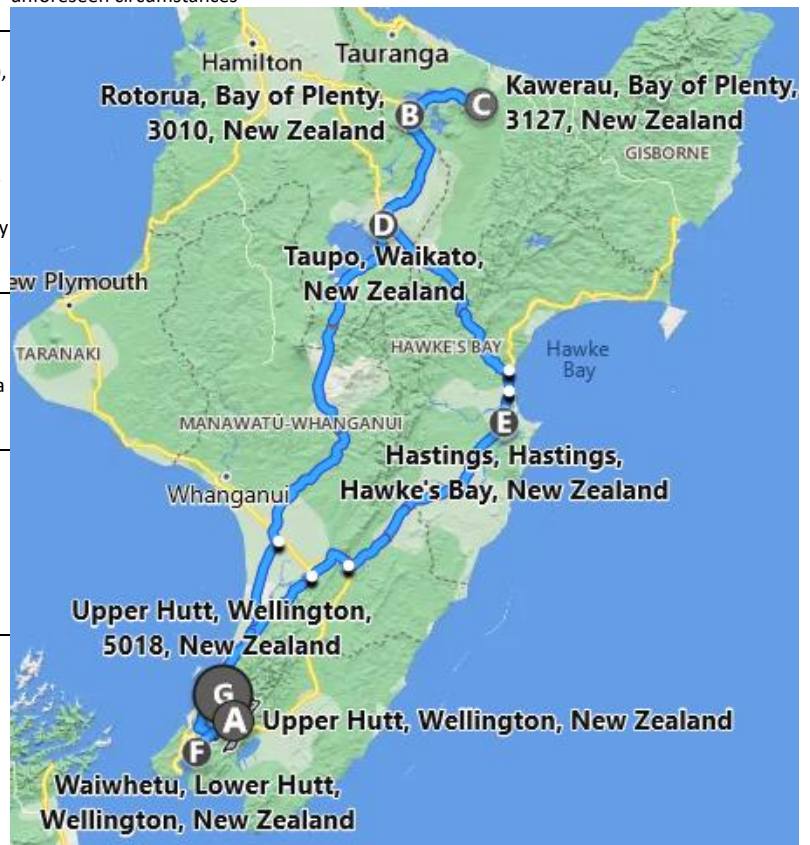 unforeseen circumstances
Hamilton
Tauranga
Rotorua, Bay of Plenty,
3010, New Zealand
B
C
Kawerau, Bay of Plenty,
3127, New Zealand
GISBORNE
D
Taupo, Waikato,
New Zealand
ew Plymouth
TARANAKI
HAWKE'S BAY
Hawke
Bay
MANAWATŪ-WHANGANUI
E
Hastings, Hastings,
Hawke's Bay, New Zealand
Whanganui
Upper Hutt, Wellington,
5018, New Zealand
G
A
Upper Hutt, Wellington, New Zealand
F
Waiwhetu, Lower Hutt,
Wellington, New Zealand